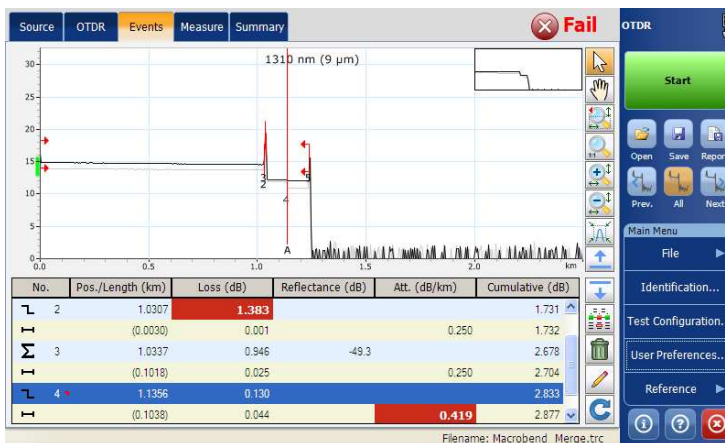 Source OTDR Events Measure Summary Fail OTDR
1310 nm (9 µm)
30
25
20
15
10
5
0
3
2
4
5
A
0.0 0.5 1.0 1.5 2.0 km
Start
Open Save Repor
Prev. All Next
Main Menu
File
Identification...
Test Configuration.
User Preferences..
Reference
No. Pos./Length (km) Loss (dB) Reflectance (dB) Att. (dB/km) Cumulative (dB)
2 1.0307 1.383 1.731
(0.0030) 0.001 0.250 1.732
Σ 3 1.0337 0.946 -49.3 2.678
(0.1018) 0.025 0.250 2.704
4 1.1356 0.130 2.833
(0.1038) 0.044 0.419 2.877
Filename: Macrobend_Merge.trc